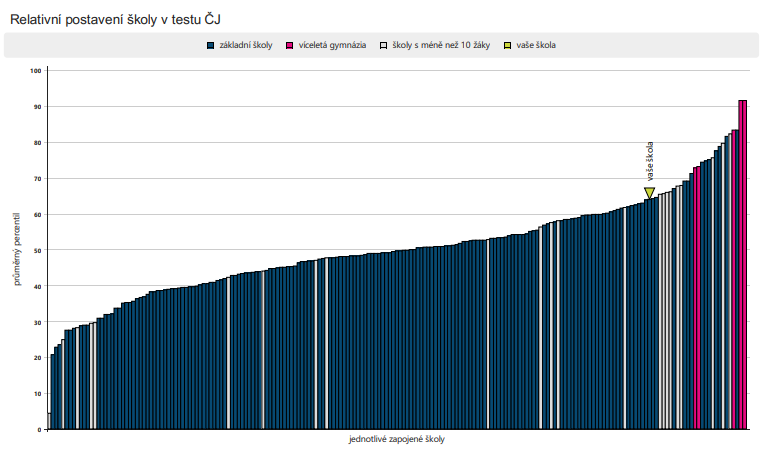 Relativní postavení školy v testu ČJ
základní školy víceletá gymnázia školy s méně než 10 žáky vaše škola
100
90
80
70
60
50
40
30
20
10
0
průměrný percentil
vaše škola
jednotlivé zapojené školy